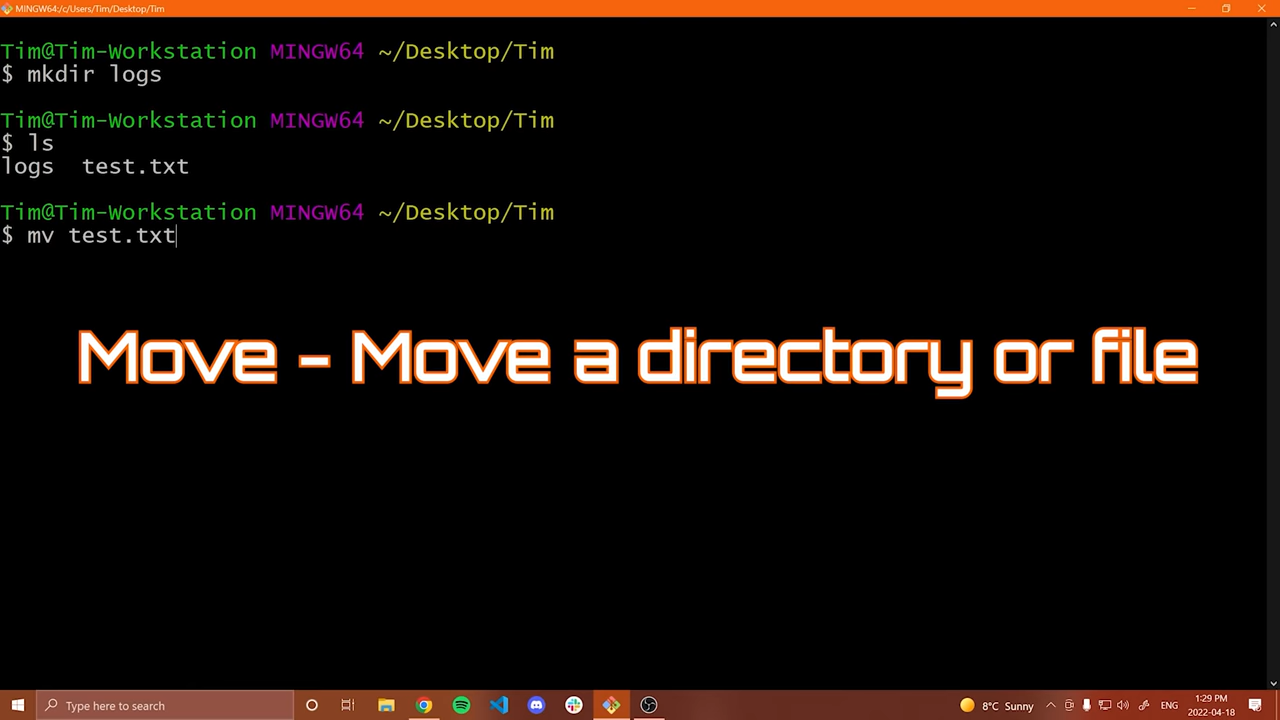 MINGW64:/c/Users/Tim/Desktop/Tim
Tim@Tim-Workstation MINGW64 ~/Desktop/Tim
$ mkdir logs
Tim@Tim-Workstation MINGW64 ~/Desktop/Tim
$ ls
logs  test.txt
Tim@Tim-Workstation MINGW64 ~/Desktop/Tim
$ mv test.txt
Move - Move a directory or file
Type here to search
8°C Sunny
ENG
1:29 PM
2022-04-18